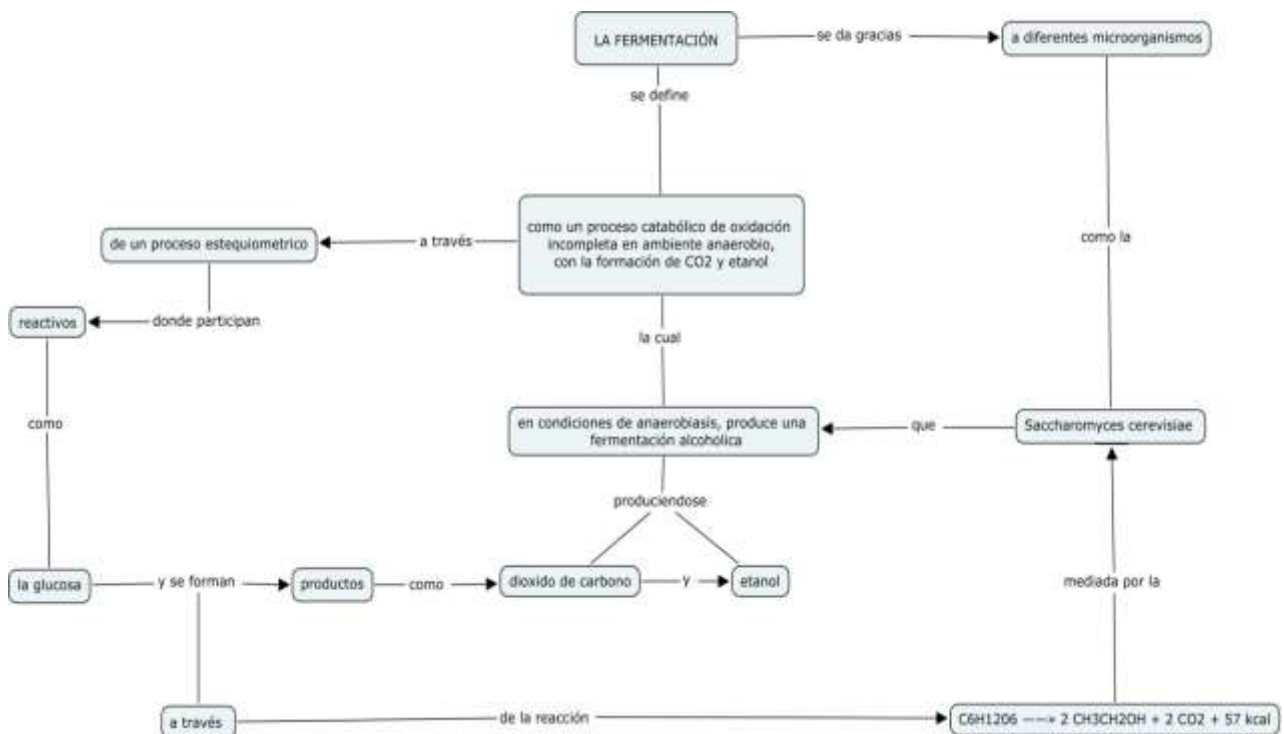 LA FERMENTACIÓN
se da gracias
a diferentes microorganismos
se define
como un proceso catabólico de oxidación
incompleta en ambiente anaerobio,
con la formación de CO2 y etanol
a través
de un proceso estequiometrico
como la
donde participan
reactivos
la cual
como
en condiciones de anaerobiasis, produce una
fermentación alcoholica
que
Saccharomyces cerevisiae
produciendose
la glucosa
y se forman
productos
como
dioxido de carbono
y
etanol
mediada por la
a través
de la reacción
C6H12O6 ——→ 2 CH3CH2OH + 2 CO2 + 57 kcal